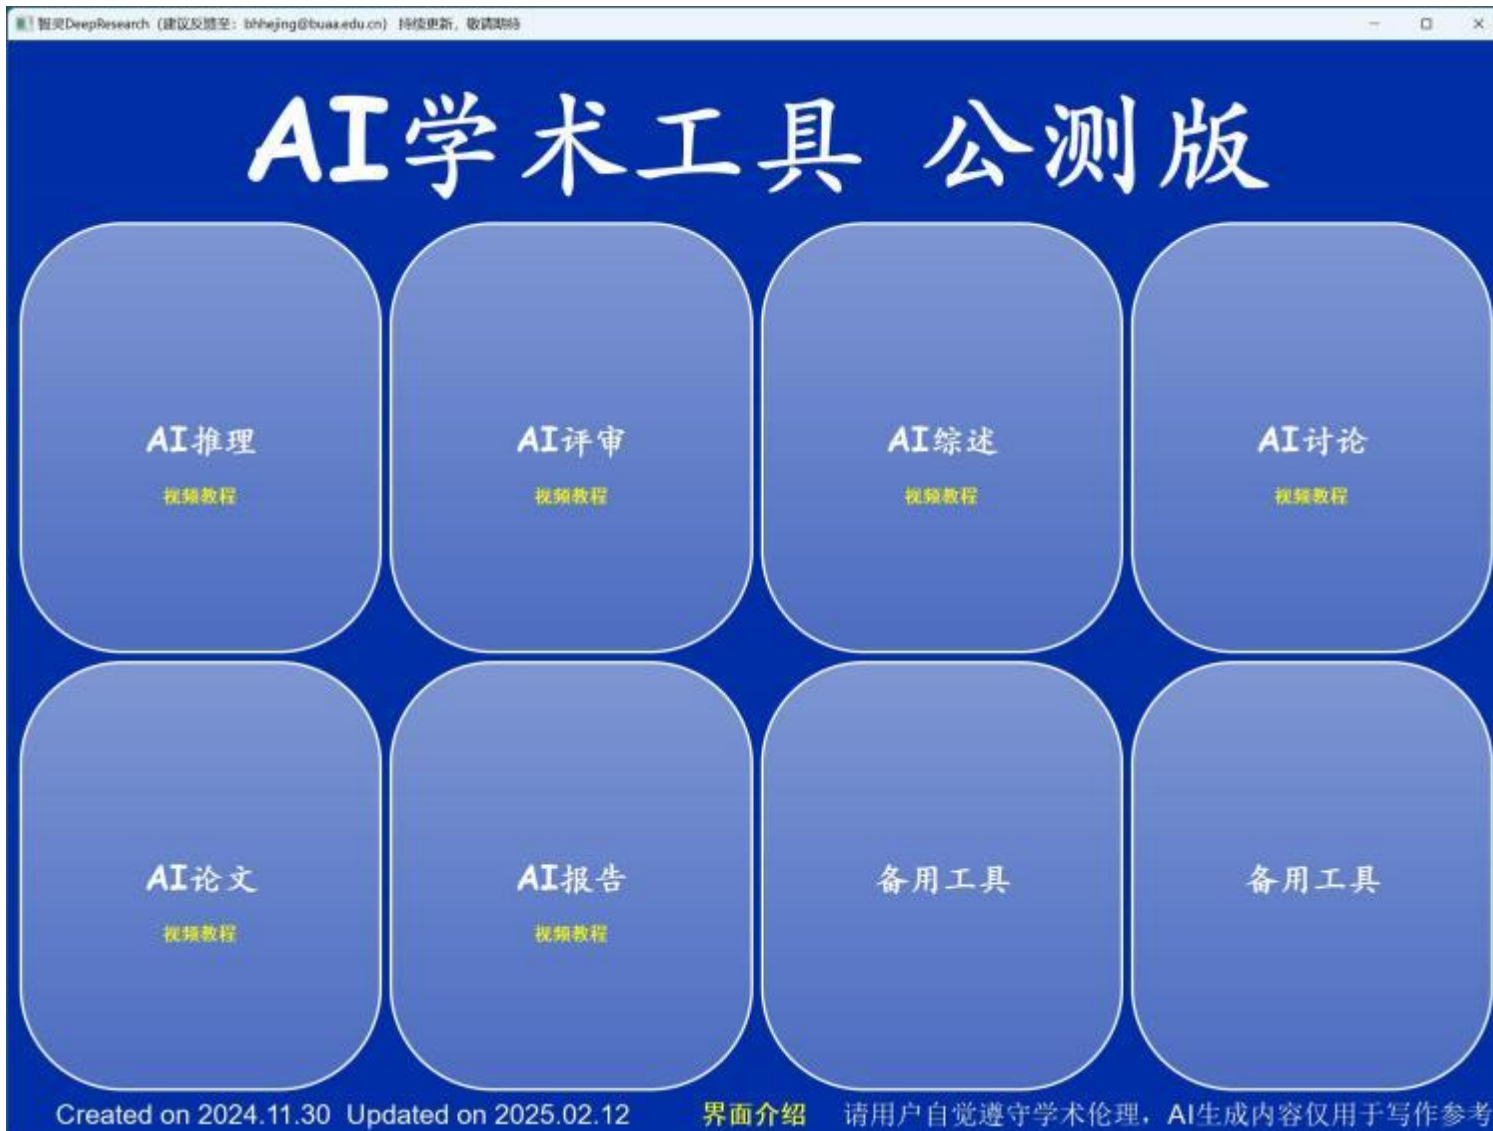 智灵DeepResearch（建议反馈至：bhhejing@buaa.edu.cn） 持续更新，敬请期待
AI学术工具 公测版
AI推理
视频教程
AI评审
视频教程
AI综述
视频教程
AI讨论
视频教程
AI论文
视频教程
AI报告
视频教程
备用工具
备用工具
Created on 2024.11.30 Updated on 2025.02.12 界面介绍 请用户自觉遵守学术伦理，AI生成内容仅用于写作参考